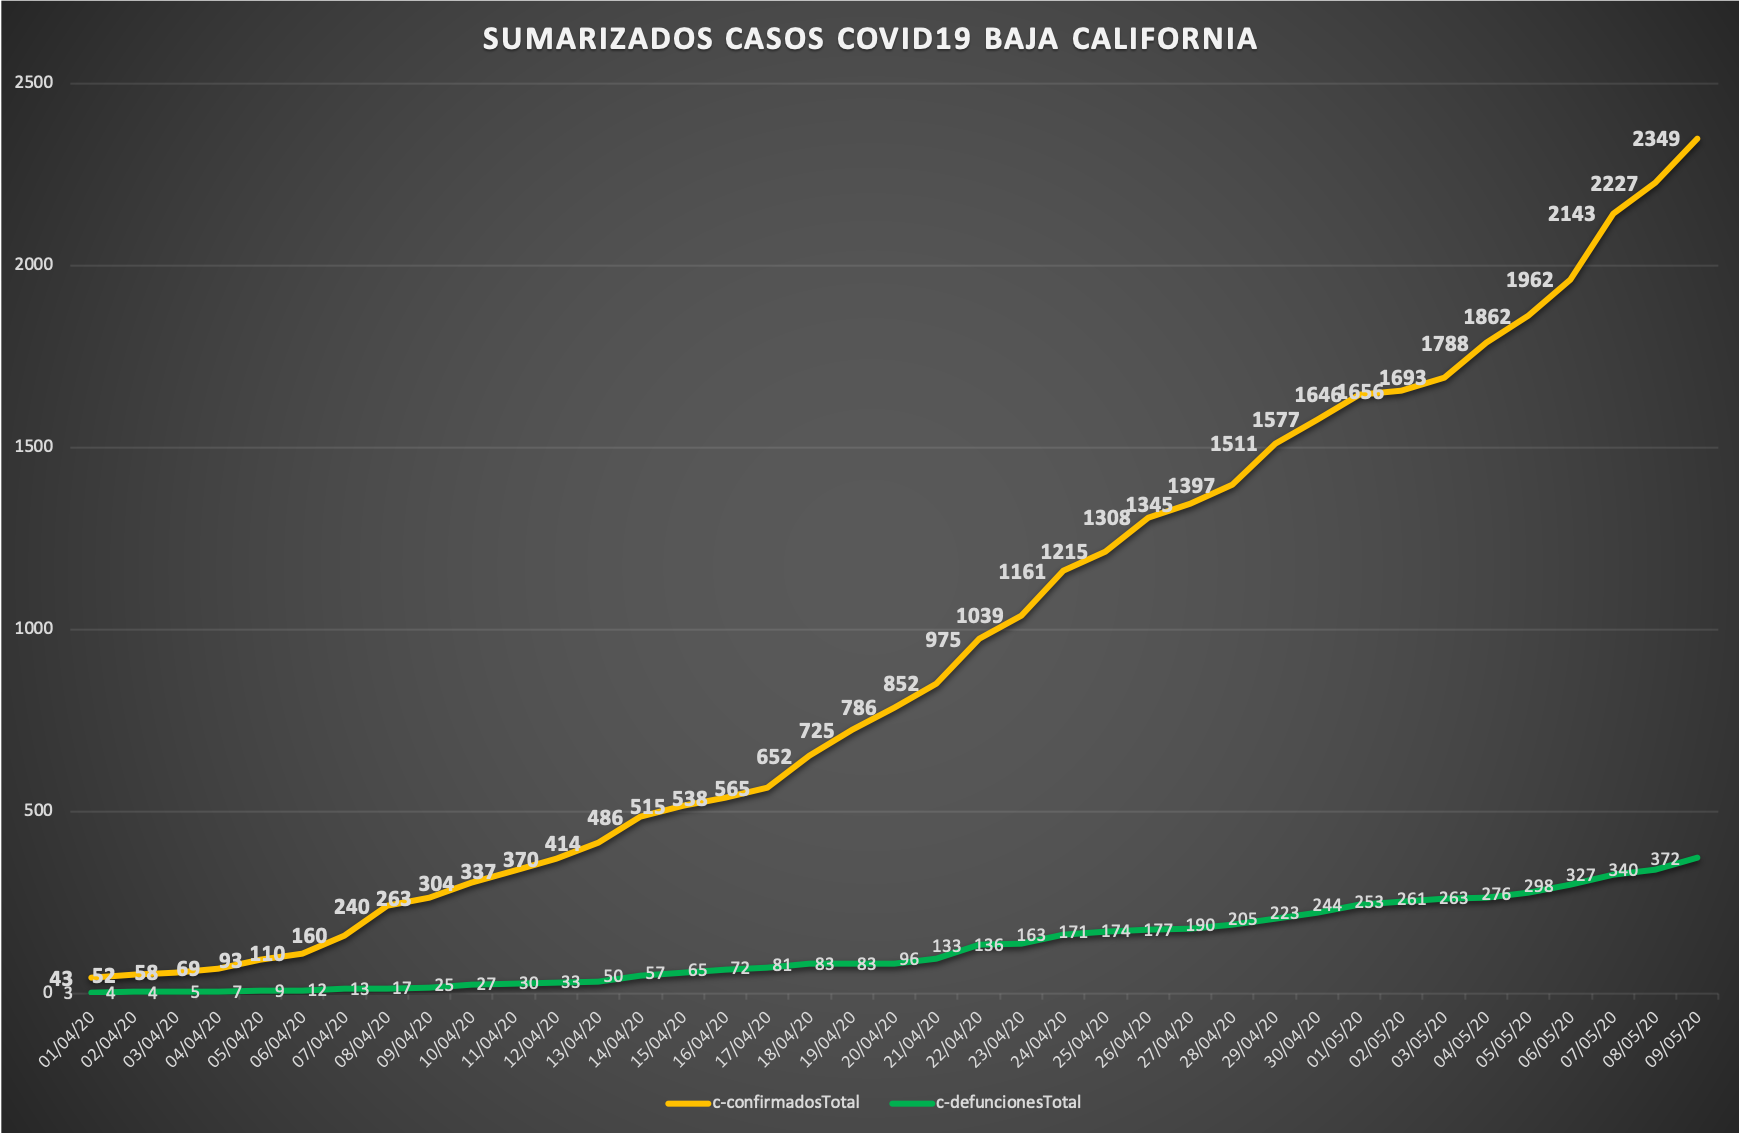 SUMARIZADOS CASOS COVID19 BAJA CALIFORNIA
2500
2000
1500
1000
500
0
43 52 58 69 93 110 160 240 263 304 337 370 414 486 515 538 565 652 725 786 852 975 1039 1161 1215 1308 1345 1397 1511 1577 1646 1656 1693 1788 1862 1962 2143 2227 2349
3 4 4 5 7 9 12 13 17 25 27 30 33 50 57 65 72 81 83 83 96 133 136 163 171 174 177 190 205 223 244 253 261 263 276 298 327 340 372
01/04/20 02/04/20 03/04/20 04/04/20 05/04/20 06/04/20 07/04/20 08/04/20 09/04/20 10/04/20 11/04/20 12/04/20 13/04/20 14/04/20 15/04/20 16/04/20 17/04/20 18/04/20 19/04/20 20/04/20 21/04/20 22/04/20 23/04/20 24/04/20 25/04/20 26/04/20 27/04/20 28/04/20 29/04/20 30/04/20 01/05/20 02/05/20 03/05/20 04/05/20 05/05/20 06/05/20 07/05/20 08/05/20 09/05/20
c-confirmadosTotal c-defuncionesTotal